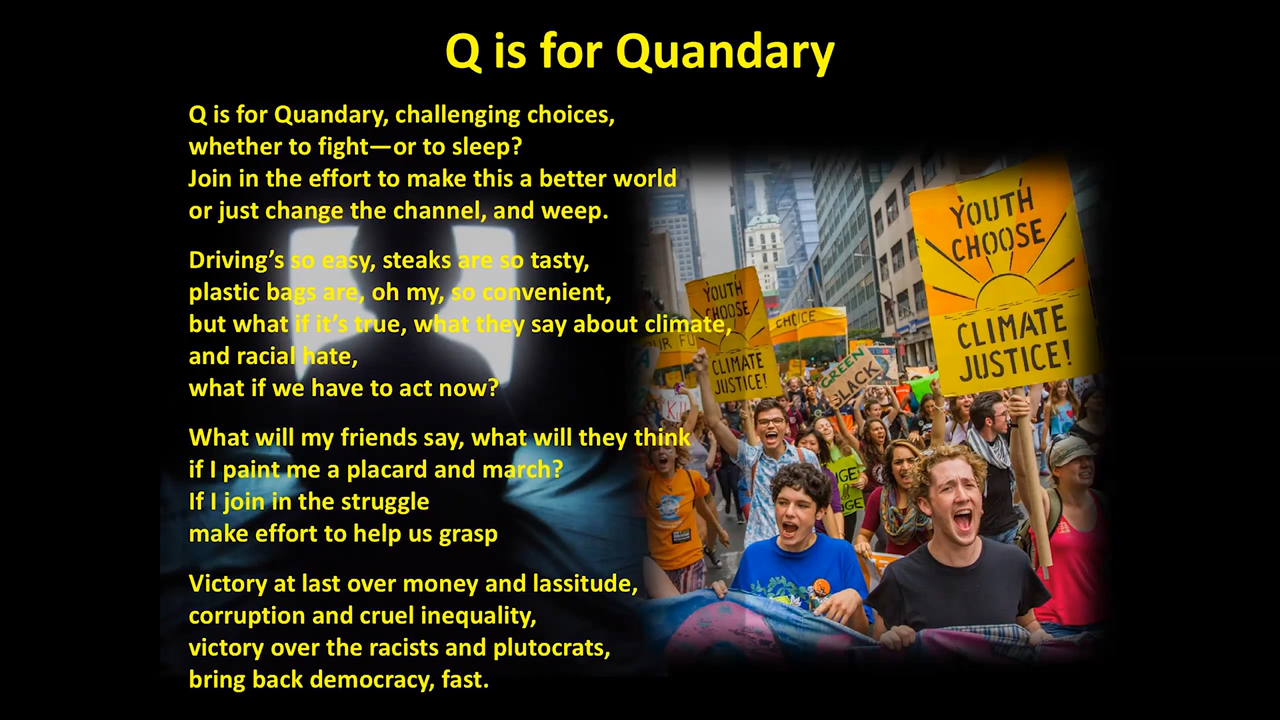 Q is for Quandary
Q is for Quandary, challenging choices,
whether to fight—or to sleep?
Join in the effort to make this a better world
or just change the channel, and weep.
Driving's so easy, steaks are so tasty,
plastic bags are, oh my, so convenient,
but what if it's true, what they say about climate,
and racial hate,
what if we have to act now?
What will my friends say, what will they think
if I paint me a placard and march?
If I join in the struggle
make effort to help us grasp
Victory at last over money and lassitude,
corruption and cruel inequality,
victory over the racists and plutocrats,
bring back democracy, fast.
YOUTH
CHOOSE
CLIMATE
JUSTICE!
YOUTH
CHOOSE
CLIMATE
JUSTICE!
CHOICE
GREEN
BLACK